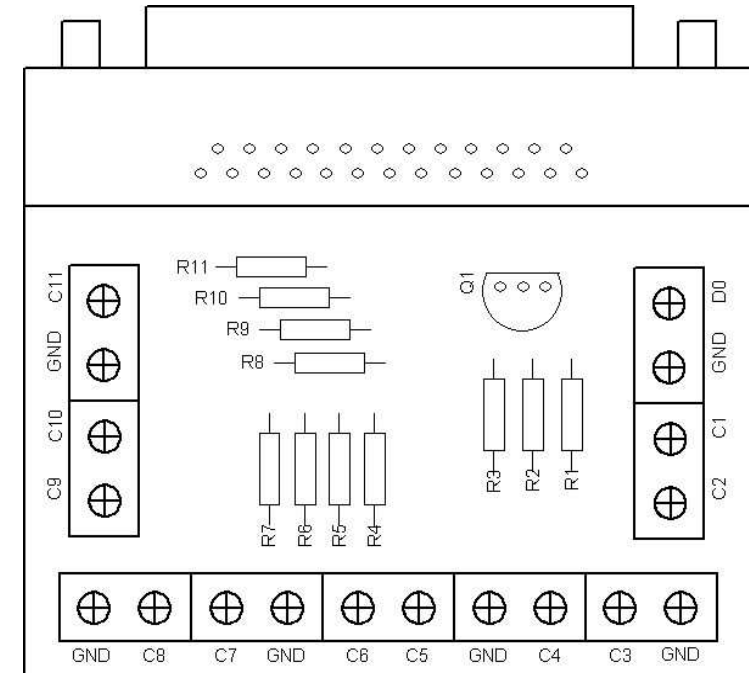 R11
R10
R9
R8
Q1
C11
GND
C10
C9
D0
GND
C1
C2
R7 R6 R5 R4
R3 R2 R1
GND C8 C7 GND C6 C5 GND C4 C3 GND